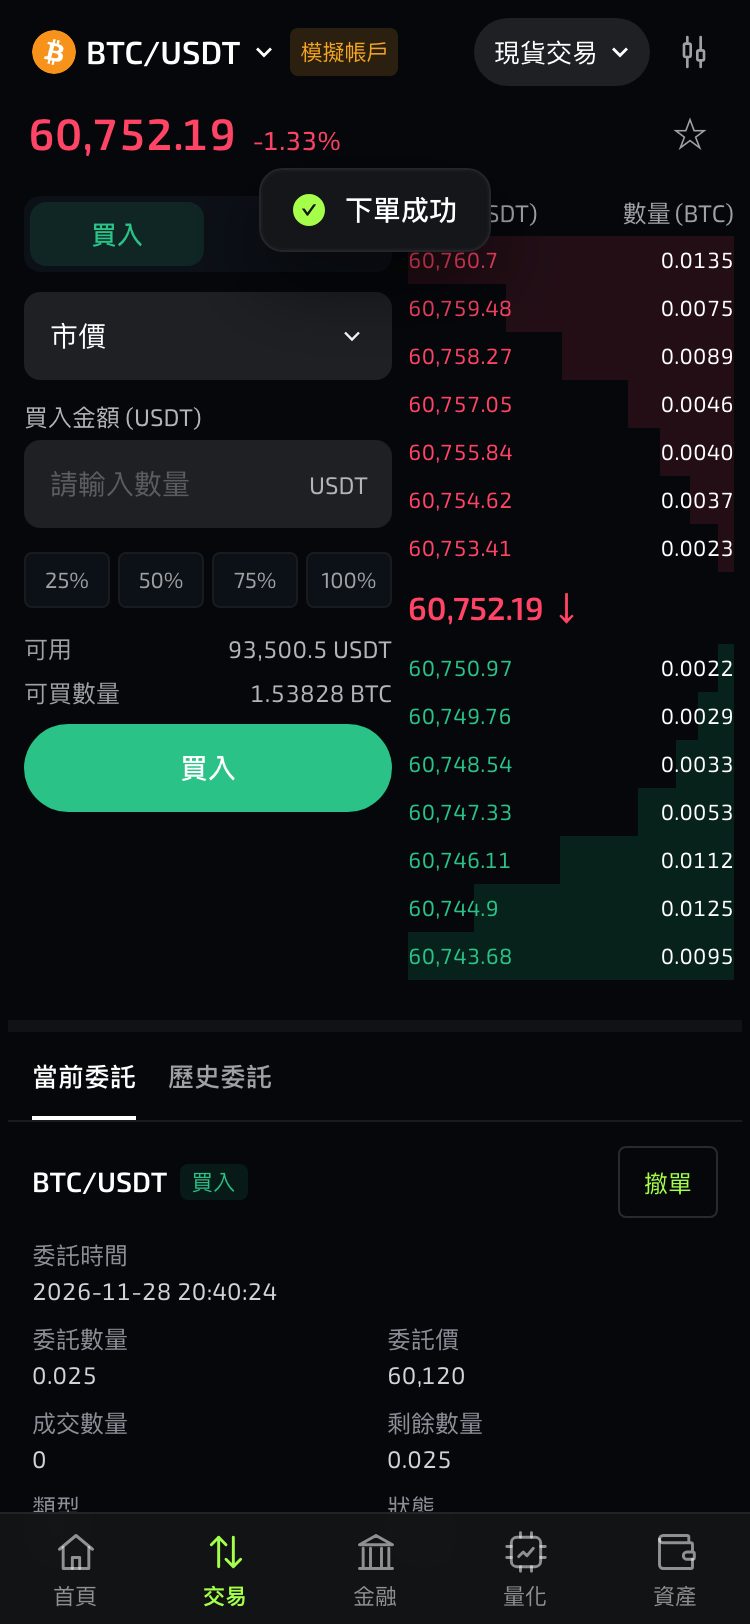 BTC/USDT 模擬帳戶 現貨交易
60,752.19 -1.33%
下單成功
買入
SDT) 數量 (BTC)
60,760.7 0.0135
60,759.48 0.0075
60,758.27 0.0089
60,757.05 0.0046
60,755.84 0.0040
60,754.62 0.0037
60,753.41 0.0023
市價
買入金額 (USDT)
請輸入數量 USDT
25% 50% 75% 100%
可用 93,500.5 USDT
可買數量 1.53828 BTC
買入
60,752.19 ↓
60,750.97 0.0022
60,749.76 0.0029
60,748.54 0.0033
60,747.33 0.0053
60,746.11 0.0112
60,744.9 0.0125
60,743.68 0.0095
當前委託 歷史委託
BTC/USDT 買入 撤單
委託時間
2026-11-28 20:40:24
委託數量 委託價
0.025 60,120
成交數量 剩餘數量
0 0.025
類型 狀態
首頁 交易 金融 量化 資產